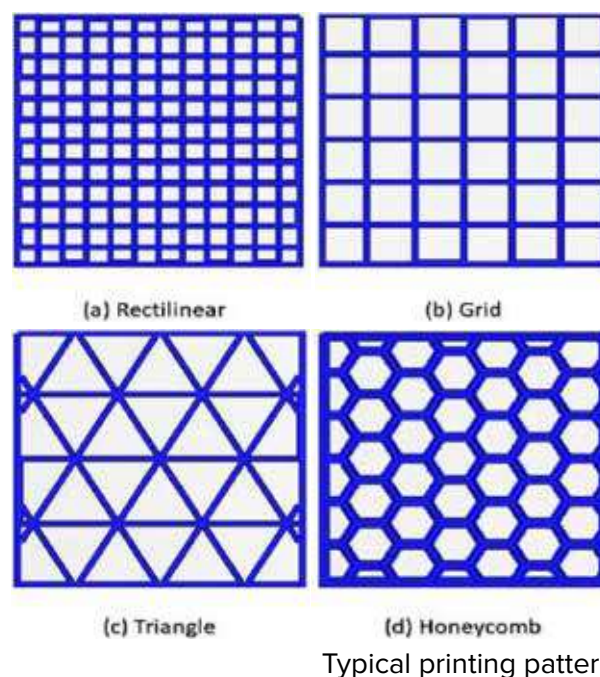 (a) Rectilinear
(b) Grid
(c) Triangle
(d) Honeycomb
Typical printing patter